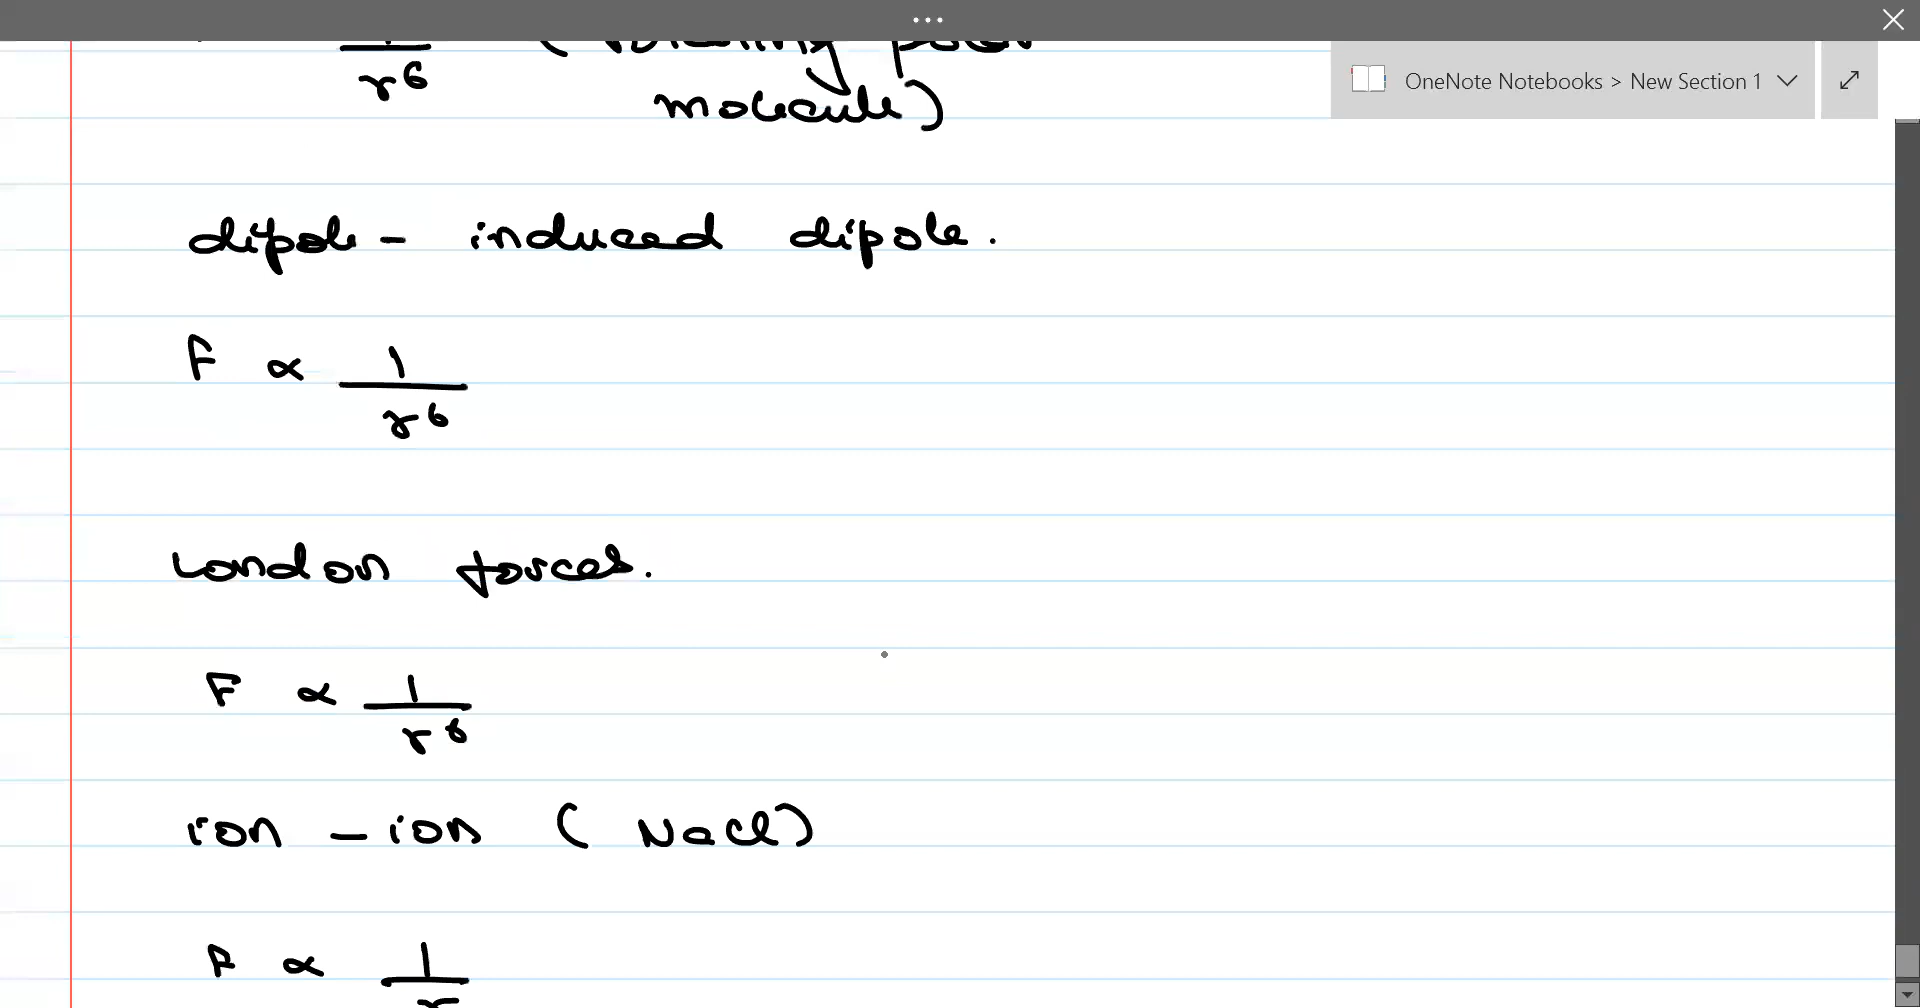 ...
OneNote Notebooks > New Section 1
r6
molecule)
dipole - induced dipole.
F ∝ 1
r6
London forces.
F ∝ 1
r6
ion - ion ( NaCl)
F ∝ 1
r